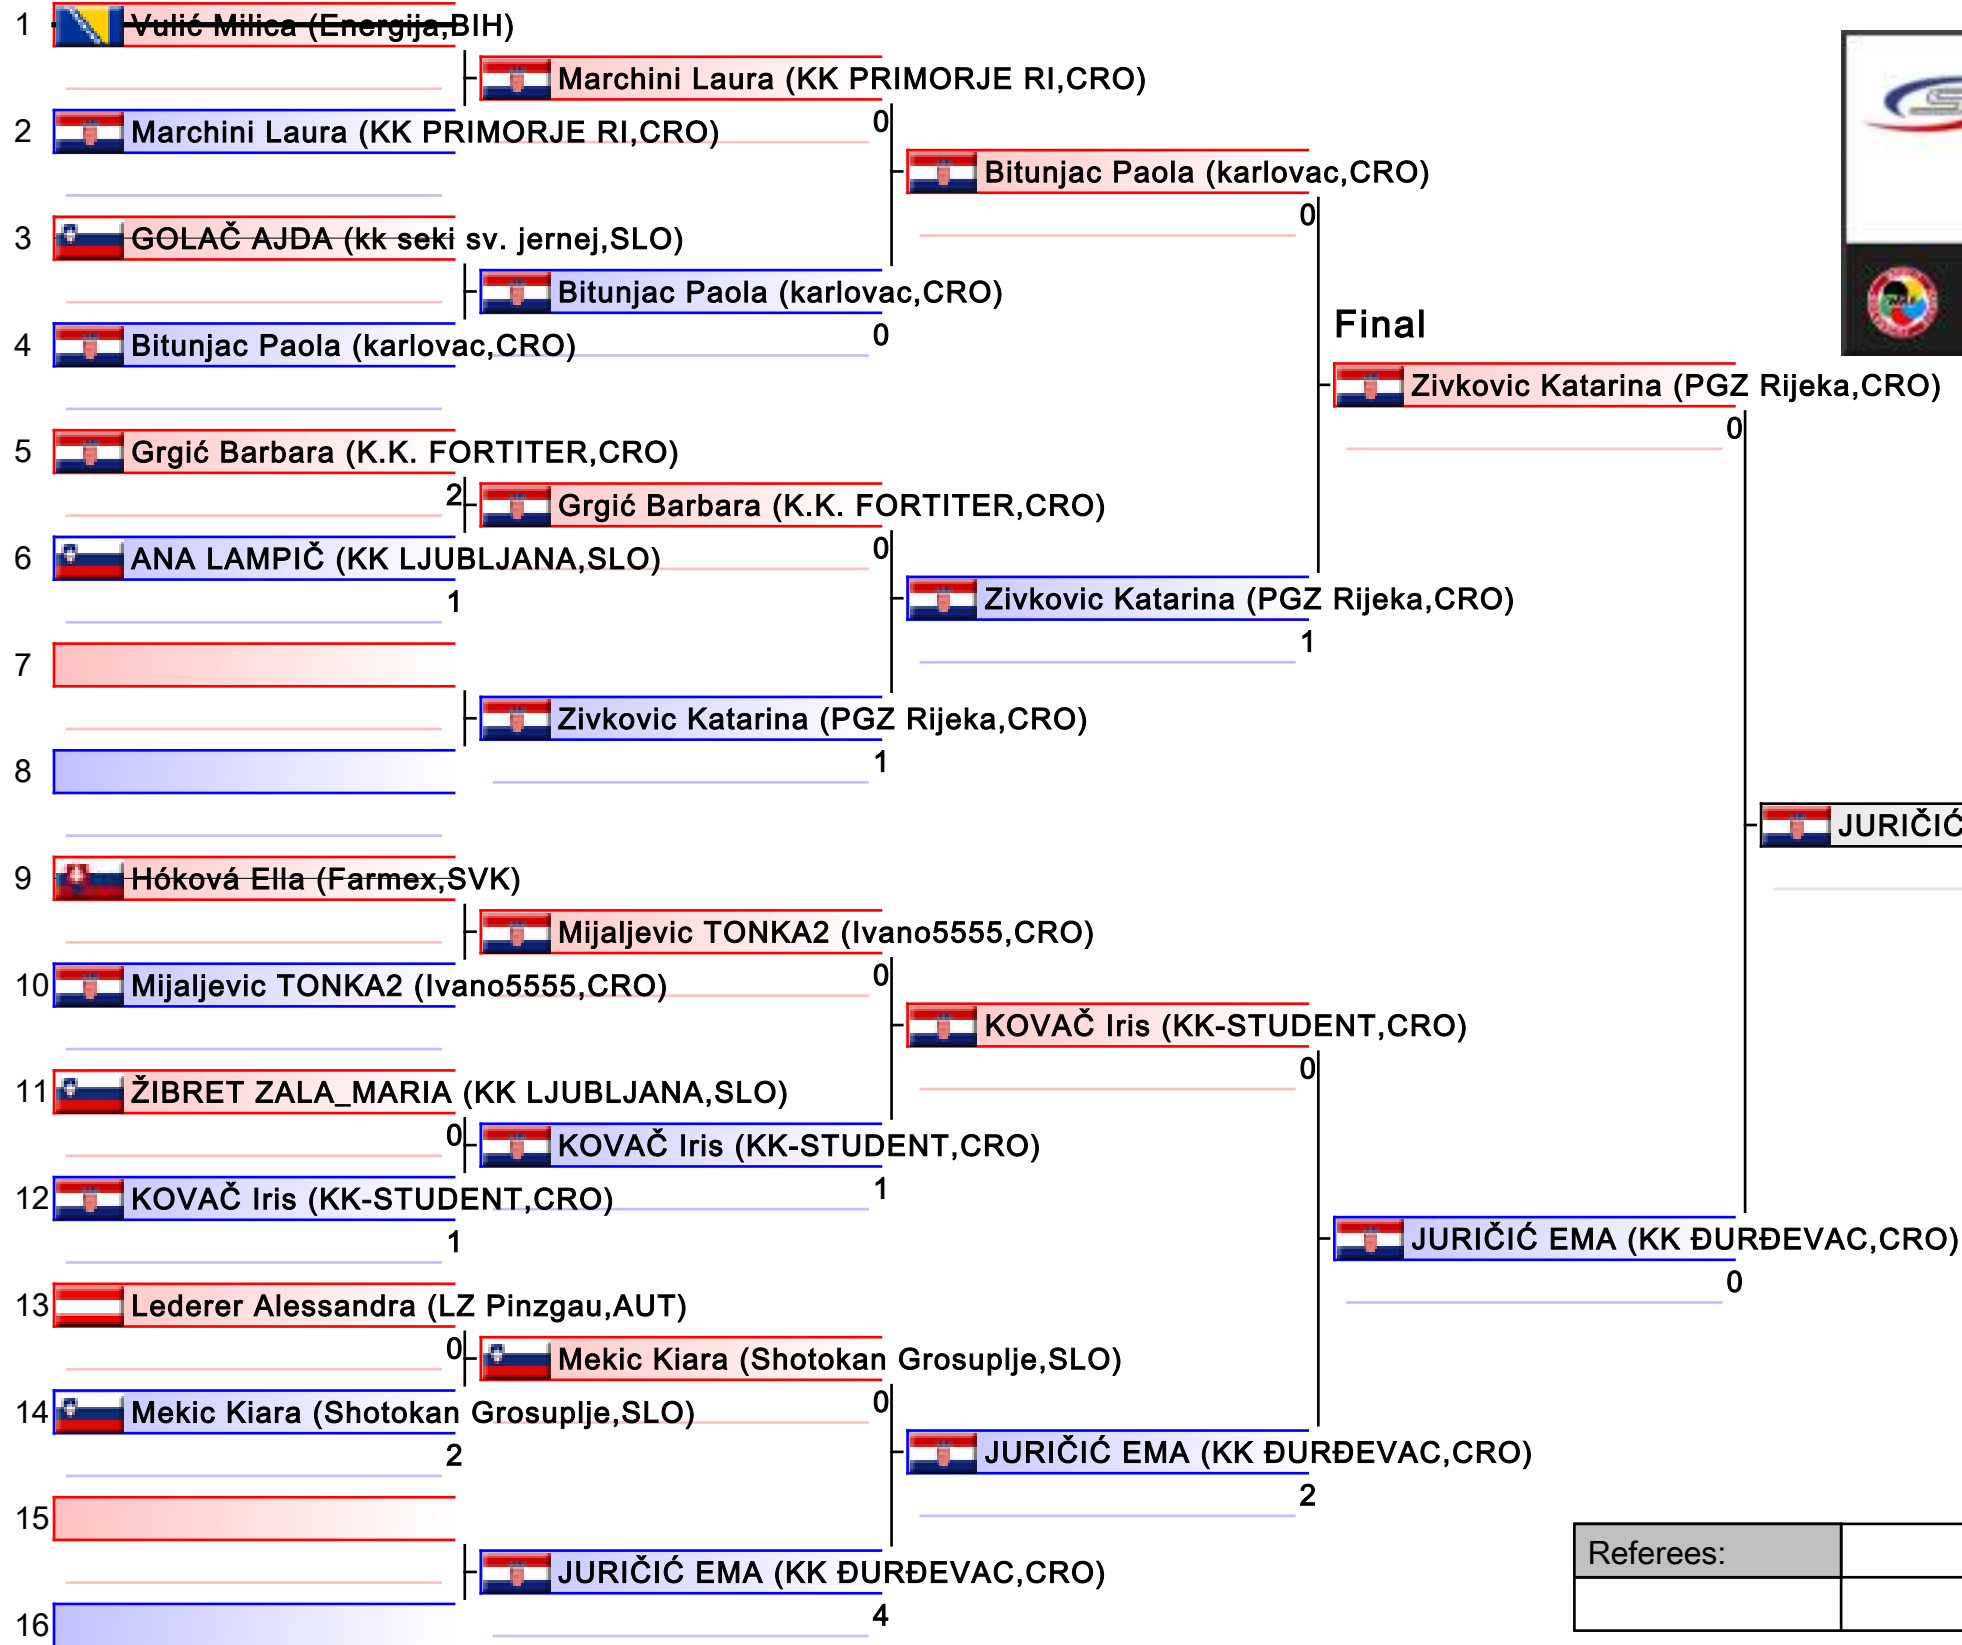 1 Vulić Milica (Energija,BIH)
Marchini Laura (KK PRIMORJE RI,CRO)
0
2 Marchini Laura (KK PRIMORJE RI,CRO)
Bitunjac Paola (karlovac,CRO)
0
3 GOLAČ AJDA (kk seki sv. jernej,SLO)
Bitunjac Paola (karlovac,CRO)
0
4 Bitunjac Paola (karlovac,CRO)
Final
Zivkovic Katarina (PGZ Rijeka,CRO)
0
5 Grgić Barbara (K.K. FORTITER,CRO)
2
Grgić Barbara (K.K. FORTITER,CRO)
0
6 ANA LAMPIČ (KK LJUBLJANA,SLO)
1
Zivkovic Katarina (PGZ Rijeka,CRO)
1
7
Zivkovic Katarina (PGZ Rijeka,CRO)
1
8
JURIČIĆ
9 Hóková Ella (Farmex,SVK)
Mijaljevic TONKA2 (Ivano5555,CRO)
0
10 Mijaljevic TONKA2 (Ivano5555,CRO)
KOVAČ Iris (KK-STUDENT,CRO)
0
11 ŽIBRET ZALA_MARIA (KK LJUBLJANA,SLO)
0
KOVAČ Iris (KK-STUDENT,CRO)
1
12 KOVAČ Iris (KK-STUDENT,CRO)
1
JURIČIĆ EMA (KK ĐURĐEVAC,CRO)
0
13 Lederer Alessandra (LZ Pinzgau,AUT)
0
Mekic Kiara (Shotokan Grosuplje,SLO)
0
14 Mekic Kiara (Shotokan Grosuplje,SLO)
2
JURIČIĆ EMA (KK ĐURĐEVAC,CRO)
2
15
JURIČIĆ EMA (KK ĐURĐEVAC,CRO)
4
16
Referees: